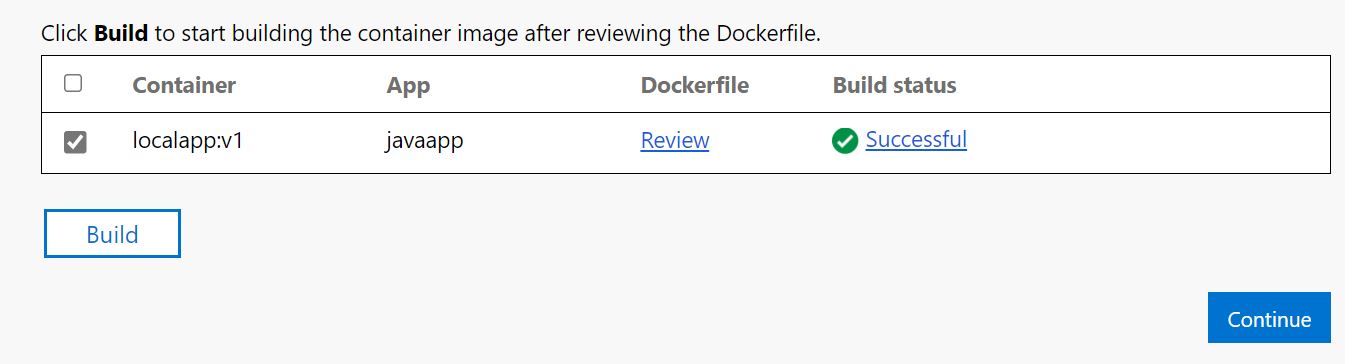 Click Build to start building the container image after reviewing the Dockerfile.
Container App Dockerfile Build status
localapp:v1 javaapp Review Successful
Build
Continue